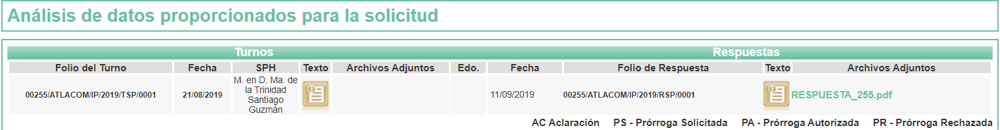 Análisis de datos proporcionados para la solicitud
Turnos Respuestas
Folio del Turno Fecha SPH Texto Archivos Adjuntos Edo. Fecha Folio de Respuesta Texto Archivos Adjuntos
00255/ATLACOM/IP/2019/TSP/0001 21/08/2019 M. en D. Ma. de
la Trinidad
Santiago
Guzmán
11/09/2019 00255/ATLACOM/IP/2019/RSP/0001 RESPUESTA_255.pdf
AC Aclaración PS - Prórroga Solicitada PA - Prórroga Autorizada PR - Prórroga Rechazada